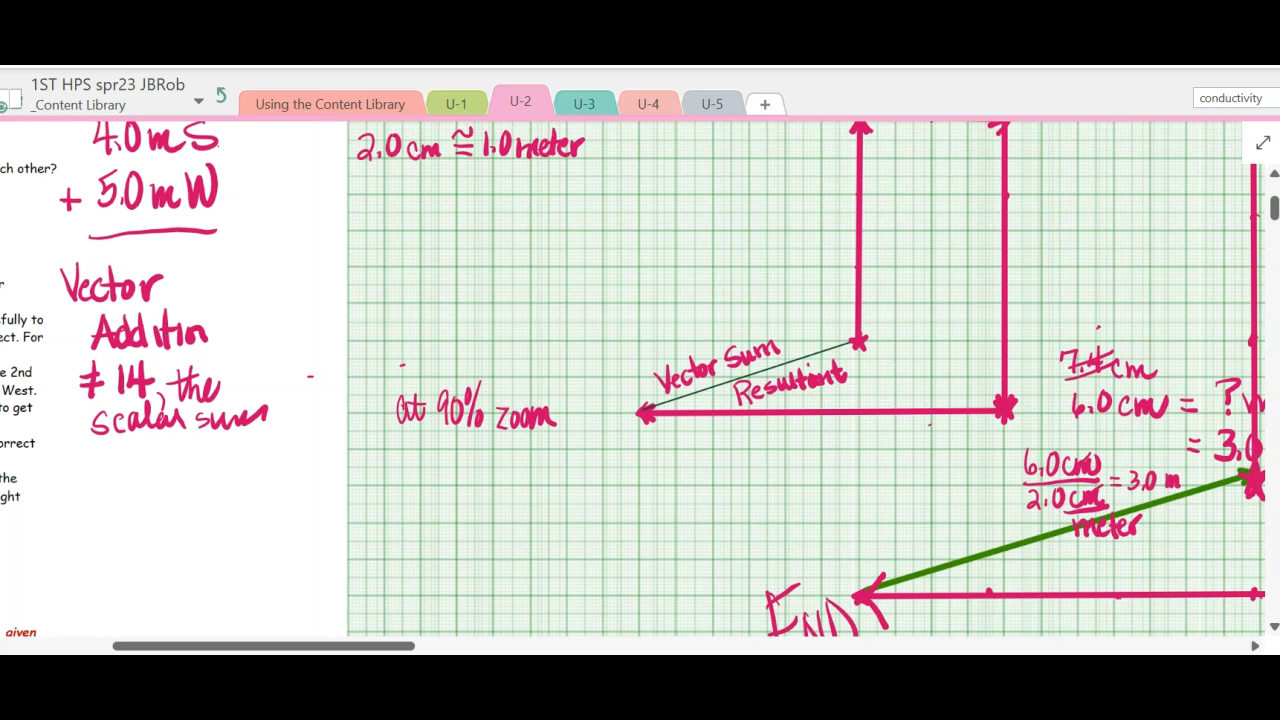 1ST HPS spr23 JBRob
_Content Library
Using the Content Library
U-1
U-2
U-3
U-4
U-5
+
conductivity
ch other?
r
fully to
ect. For
e 2nd
West.
to get
orrect
the
ght
given
4.0 m S
+ 5.0 m W
Vector
Addition
≠ 14, the
scalar sum
2.0 cm ≅ 1.0 meter
at 90% zoom
Vector Sum
Resultant
7.4 cm
6.0 cm = ?
= 3.0
6.0 cm
2.0 cm
= 3.0 m
meter
END